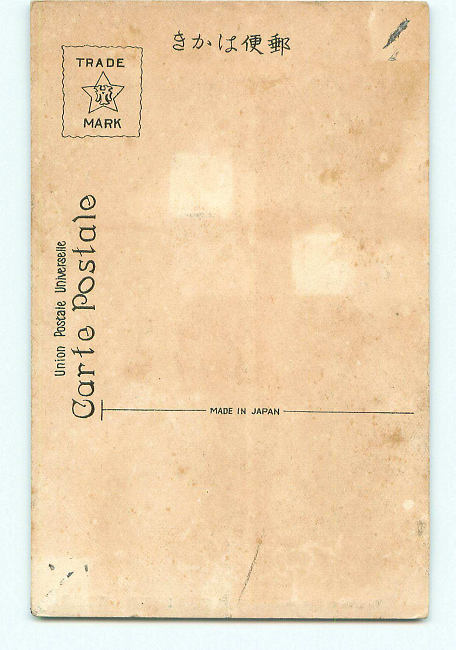 きかは便郵
TRADE
MARK
Union Postale Universelle
Carte Postale
MADE IN JAPAN